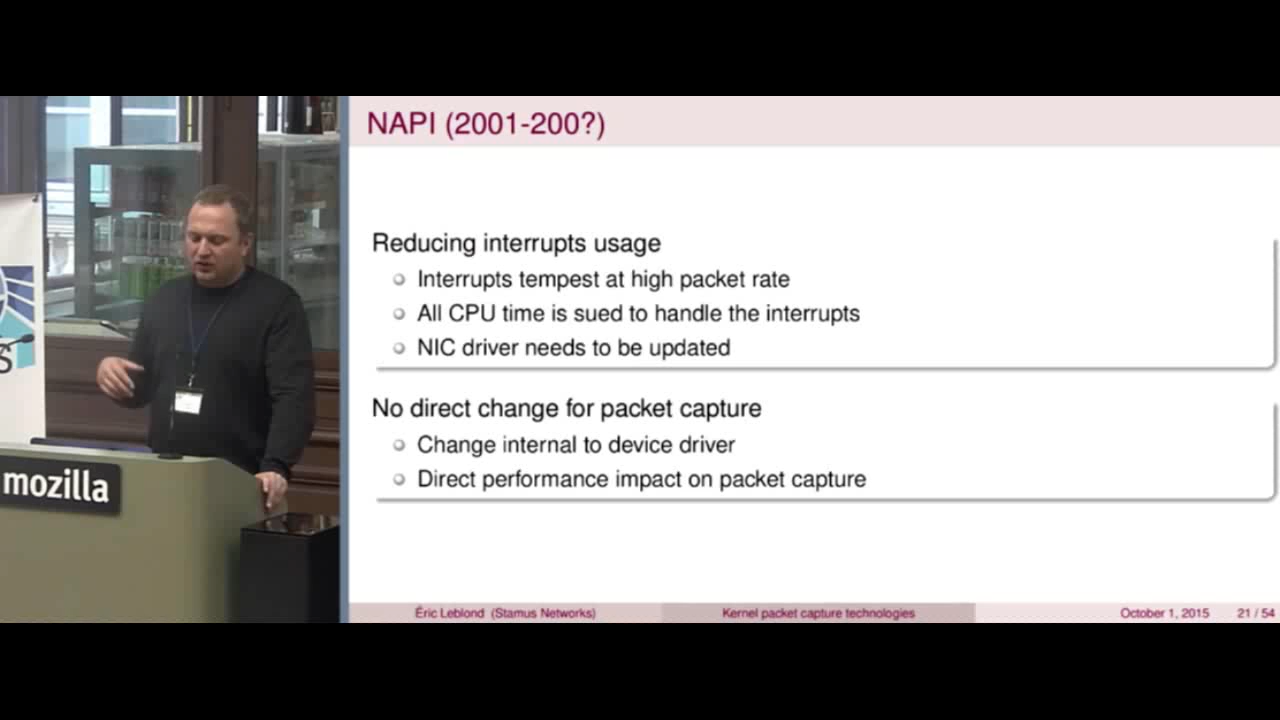 NAPI (2001-200?)
Reducing interrupts usage
Interrupts tempest at high packet rate
All CPU time is sued to handle the interrupts
NIC driver needs to be updated
No direct change for packet capture
Change internal to device driver
Direct performance impact on packet capture
mozilla
Éric Leblond (Stamus Networks)
Kernel packet capture technologies
October 1, 2015
21 / 54